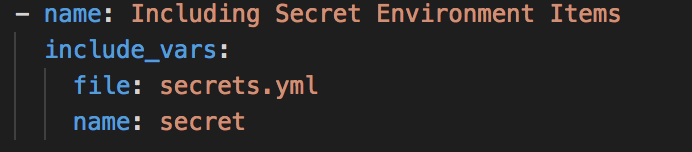 - name: Including Secret Environment Items
  include_vars:
    file: secrets.yml
    name: secret